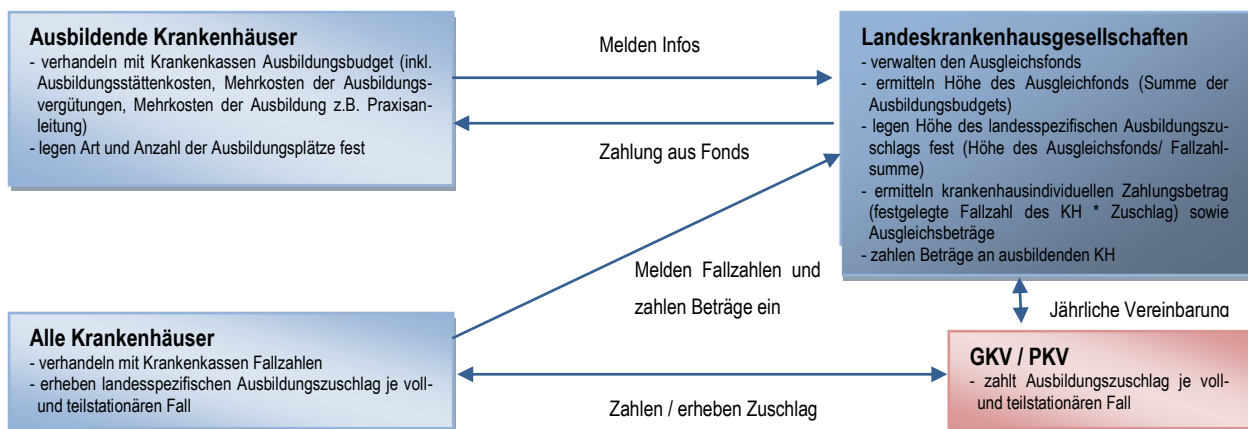 Ausbildende Krankenhäuser
- verhandeln mit Krankenkassen Ausbildungsbudget (inkl.
Ausbildungsstättenkosten, Mehrkosten der Ausbildungs-
vergütungen, Mehrkosten der Ausbildung z.B. Praxisan-
leitung)
- legen Art und Anzahl der Ausbildungsplätze fest
Melden Infos
Zahlung aus Fonds
Landeskrankenhausgesellschaften
- verwalten den Ausgleichsfonds
- ermitteln Höhe des Ausgleichfonds (Summe der
Ausbildungsbudgets)
- legen Höhe des landesspezifischen Ausbildungszu-
schlags fest (Höhe des Ausgleichsfonds/ Fallzahl-
summe)
- ermitteln krankenhausindividuellen Zahlungsbetrag
(festgelegte Fallzahl des KH * Zuschlag) sowie
Ausgleichsbeträge
- zahlen Beträge an ausbildenden KH
Melden Fallzahlen und
zahlen Beträge ein
Jährliche Vereinbarung
Alle Krankenhäuser
- verhandeln mit Krankenkassen Fallzahlen
- erheben landesspezifischen Ausbildungszuschlag je voll-
und teilstationären Fall
Zahlen / erheben Zuschlag
GKV / PKV
- zahlt Ausbildungszuschlag je voll-
und teilstationären Fall